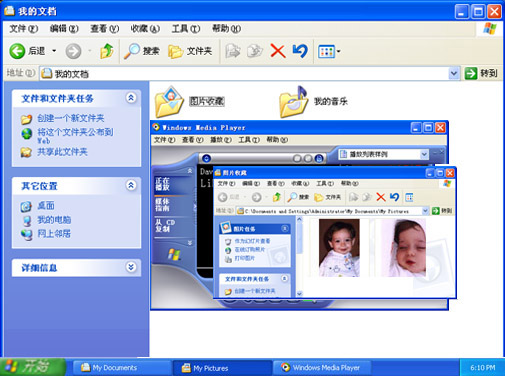 我的文档
文件(F) 编辑(E) 查看(V) 收藏(A) 工具(T) 帮助(H)
后退 搜索 文件夹
地址(D) 我的文档 转到
文件和文件夹任务
创建一个新文件夹
将这个文件夹公布到
Web
共享此文件夹
其它位置
桌面
我的电脑
网上邻居
详细信息
图片收藏
我的音乐
Windows Media Player
文件(F) 查看(V) 播放(P) 工具(T) 帮助(H)
播放列表样例
正在
播放
媒体
指南
从 CD
复制
Dav
Li
图片收藏
文件(F) 编辑(E) 查看(V) 收藏(A) 工具(T) 帮助(H)
后退 搜索 文件夹
地址(D) C:\Documents and Settings\Administrator\My Documents\My Pictures 转到
图片任务
作为幻灯片查看
在线订购照片
打印图片
文件和文件夹任务
创建一个新文件夹
开始 My Documents My Pictures Windows Media Player 6:10 PM